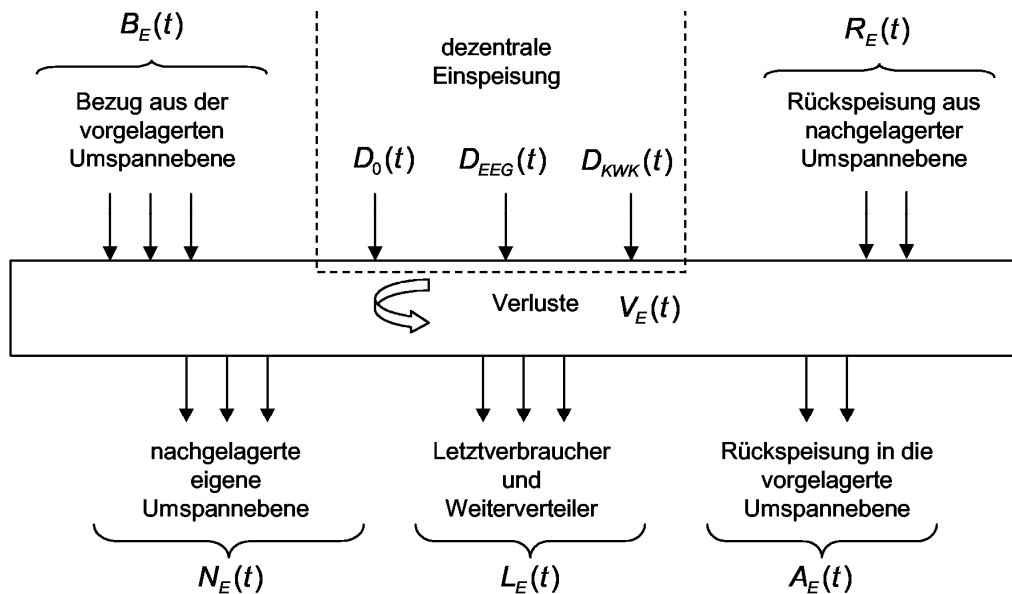 B_E(t)
Bezug aus der
vorgelagerten
Umspannebene
dezentrale
Einspeisung
D_0(t) D_EEG(t) D_KWK(t)
R_E(t)
Rückspeisung aus
nachgelagerter
Umspannebene
Verluste V_E(t)
nachgelagerte
eigene
Umspannebene
N_E(t)
Letztverbraucher
und
Weiterverteiler
L_E(t)
Rückspeisung in die
vorgelagerte
Umspannebene
A_E(t)